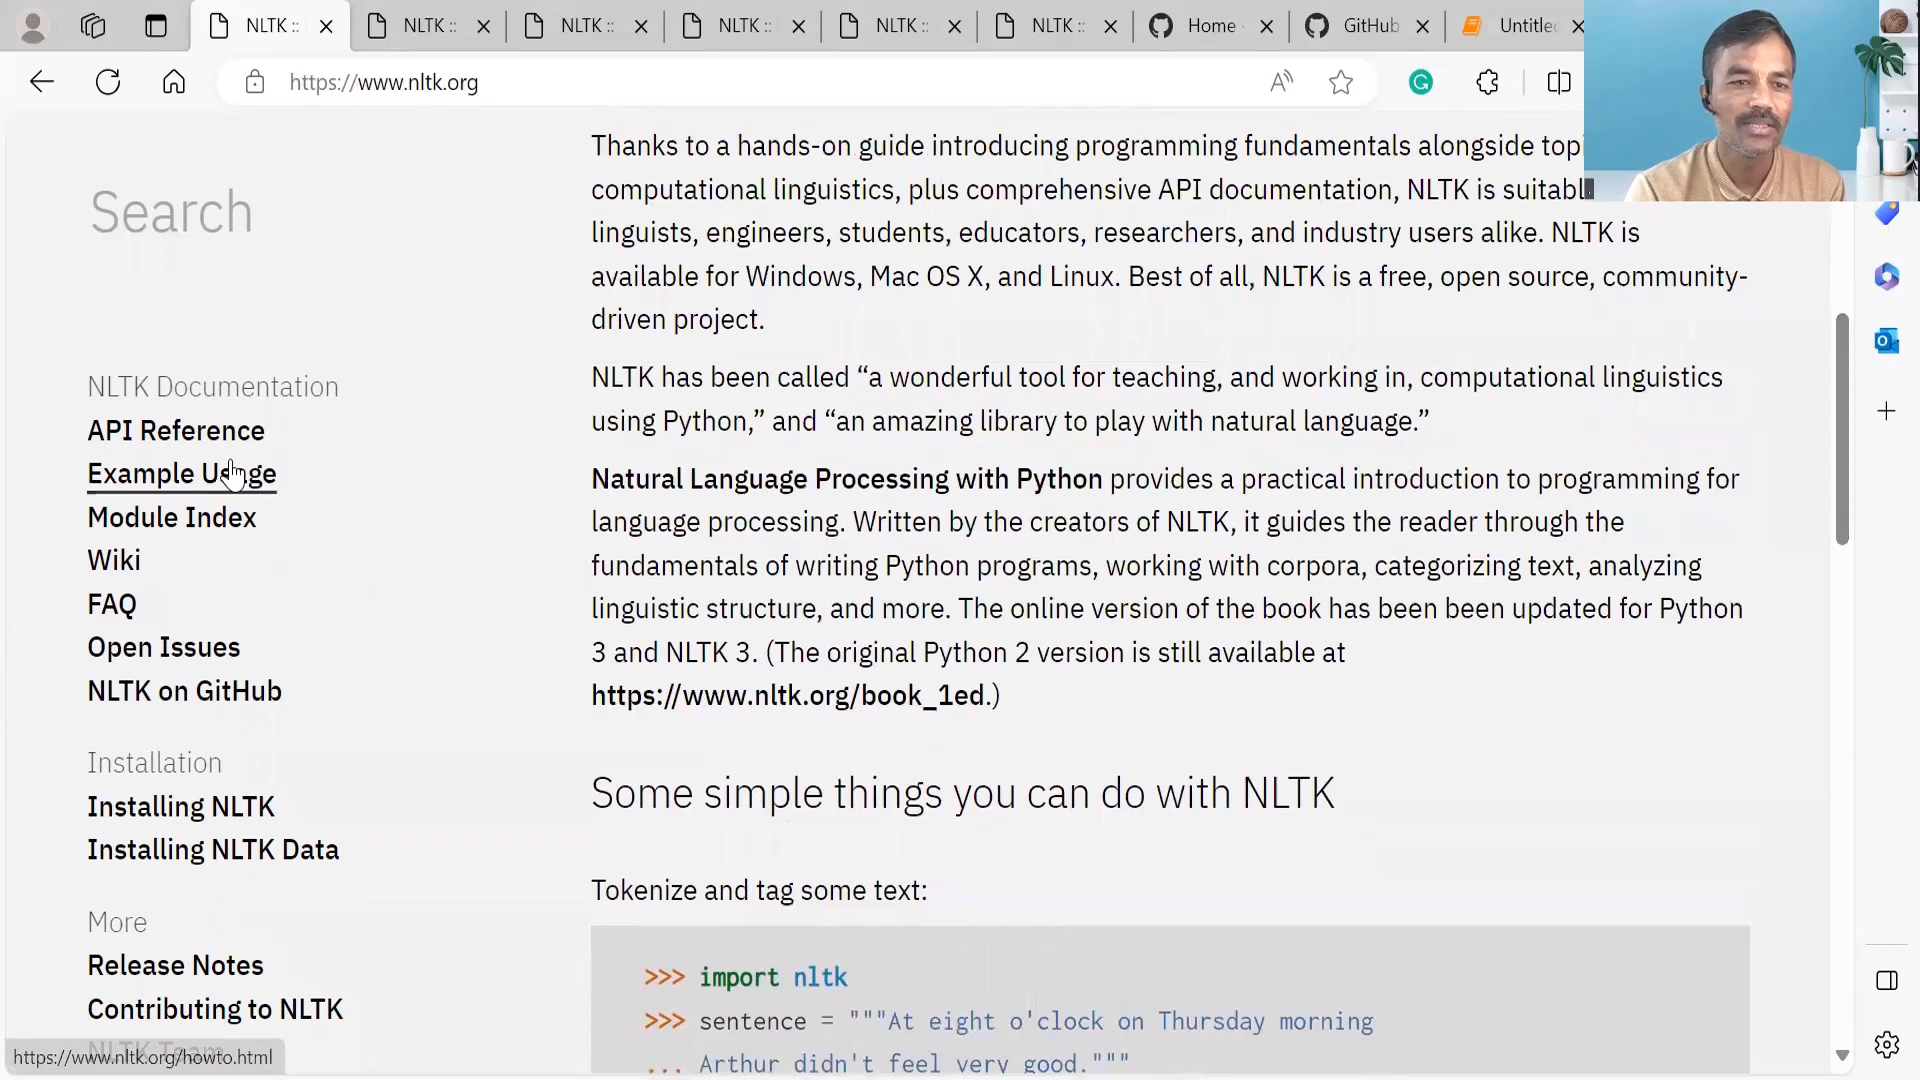 NLTK ::
NLTK ::
NLTK ::
NLTK ::
NLTK ::
NLTK ::
Home
GitHub
Untitle
https://www.nltk.org
Search
NLTK Documentation
API Reference
Example Usage
Module Index
Wiki
FAQ
Open Issues
NLTK on GitHub
Installation
Installing NLTK
Installing NLTK Data
More
Release Notes
Contributing to NLTK
NLTK Team
https://www.nltk.org/howto.html
Thanks to a hands-on guide introducing programming fundamentals alongside topi
computational linguistics, plus comprehensive API documentation, NLTK is suitabl
linguists, engineers, students, educators, researchers, and industry users alike. NLTK is
available for Windows, Mac OS X, and Linux. Best of all, NLTK is a free, open source, community-
driven project.
NLTK has been called “a wonderful tool for teaching, and working in, computational linguistics
using Python,” and “an amazing library to play with natural language.”
Natural Language Processing with Python provides a practical introduction to programming for
language processing. Written by the creators of NLTK, it guides the reader through the
fundamentals of writing Python programs, working with corpora, categorizing text, analyzing
linguistic structure, and more. The online version of the book has been been updated for Python
3 and NLTK 3. (The original Python 2 version is still available at
https://www.nltk.org/book_1ed.)
Some simple things you can do with NLTK
Tokenize and tag some text:
>>> import nltk
>>> sentence = """At eight o'clock on Thursday morning
... Arthur didn't feel very good."""